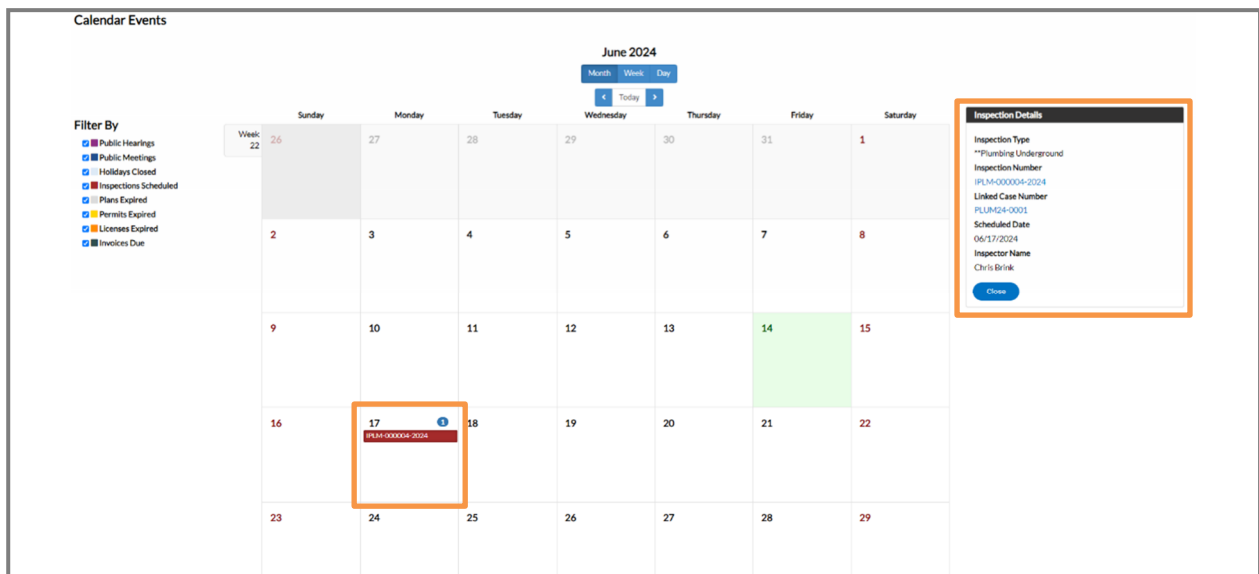 Calendar Events
June 2024
Month Week Day
Today
Filter By
Public Hearings
Public Meetings
Holidays Closed
Inspections Scheduled
Plans Expired
Permits Expired
Licenses Expired
Invoices Due
Sunday Monday Tuesday Wednesday Thursday Friday Saturday
Week 22
26 27 28 29 30 31 1
2 3 4 5 6 7 8
9 10 11 12 13 14 15
16 17 1 18 19 20 21 22
IPLM-000004-2024
23 24 25 26 27 28 29
Inspection Details
Inspection Type
**Plumbing Underground
Inspection Number
IPLM-000004-2024
Linked Case Number
PLUM24-0001
Scheduled Date
06/17/2024
Inspector Name
Chris Brink
Close